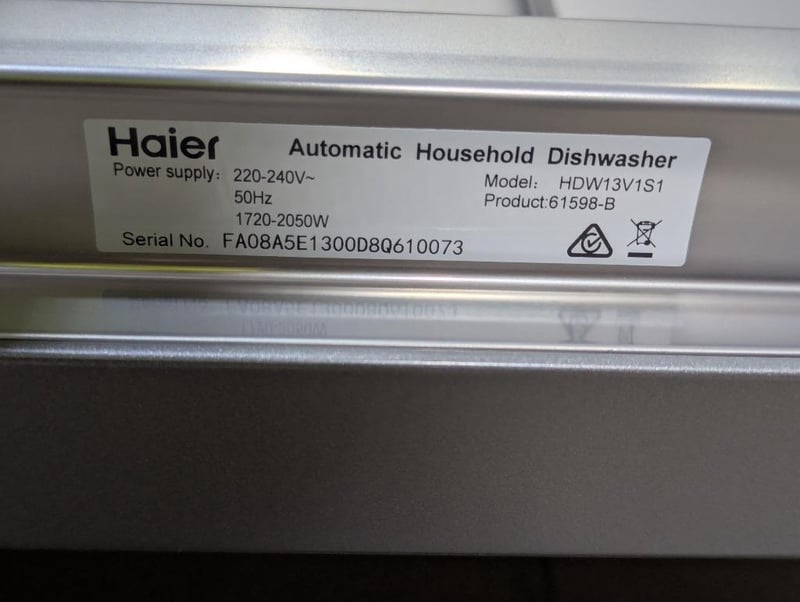 Haier
Automatic Household Dishwasher
Power supply: 220-240V~
50Hz
1720-2050W
Model: HDW13V1S1
Product:61598-B
Serial No. FA08A5E1300D8Q610073